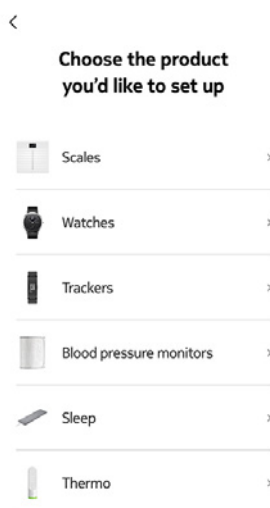 Choose the product
you'd like to set up
Scales
Watches
Trackers
Blood pressure monitors
Sleep
Thermo